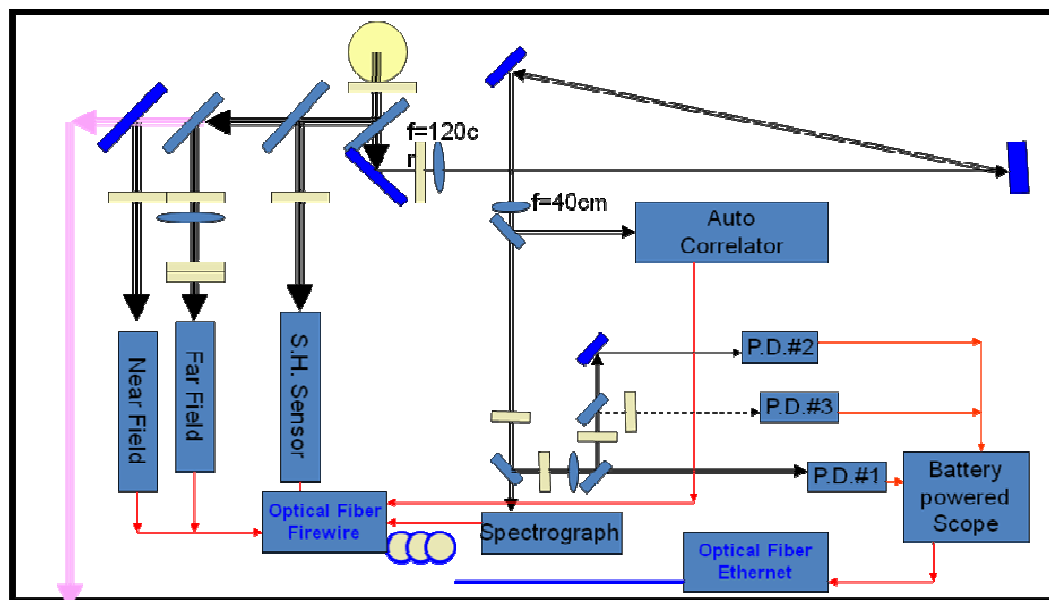 f=120c
f=40cm
Auto
Correlator
P.D.#2
P.D.#3
P.D.#1
Near Field
Far Field
S.H. Sensor
Optical Fiber
Firewire
Spectrograph
Battery
powered
Scope
Optical Fiber
Ethernet